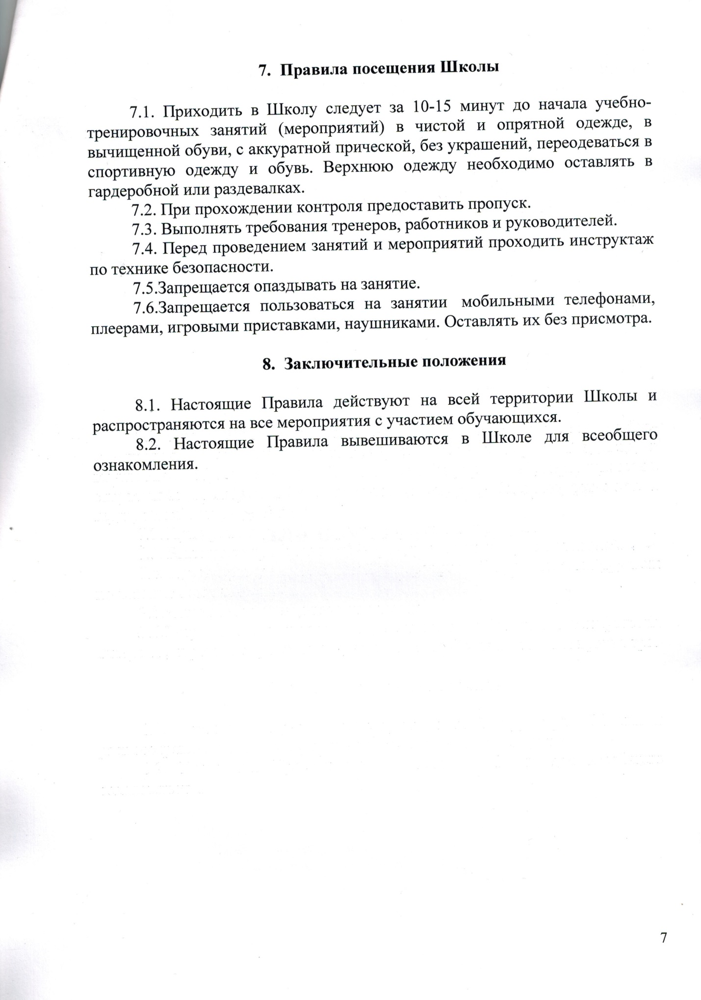 7. Правила посещения Школы
7.1. Приходить в Школу следует за 10-15 минут до начала учебно-
тренировочных занятий (мероприятий) в чистой и опрятной одежде, в
вычищенной обуви, с аккуратной прической, без украшений, переодеваться в
спортивную одежду и обувь. Верхнюю одежду необходимо оставлять в
гардеробной или раздевалках.
7.2. При прохождении контроля предоставить пропуск.
7.3. Выполнять требования тренеров, работников и руководителей.
7.4. Перед проведением занятий и мероприятий проходить инструктаж
по технике безопасности.
7.5.Запрещается опаздывать на занятие.
7.6.Запрещается пользоваться на занятии мобильными телефонами,
плеерами, игровыми приставками, наушниками. Оставлять их без присмотра.
8. Заключительные положения
8.1. Настоящие Правила действуют на всей территории Школы и
распространяются на все мероприятия с участием обучающихся.
8.2. Настоящие Правила вывешиваются в Школе для всеобщего
ознакомления.
7